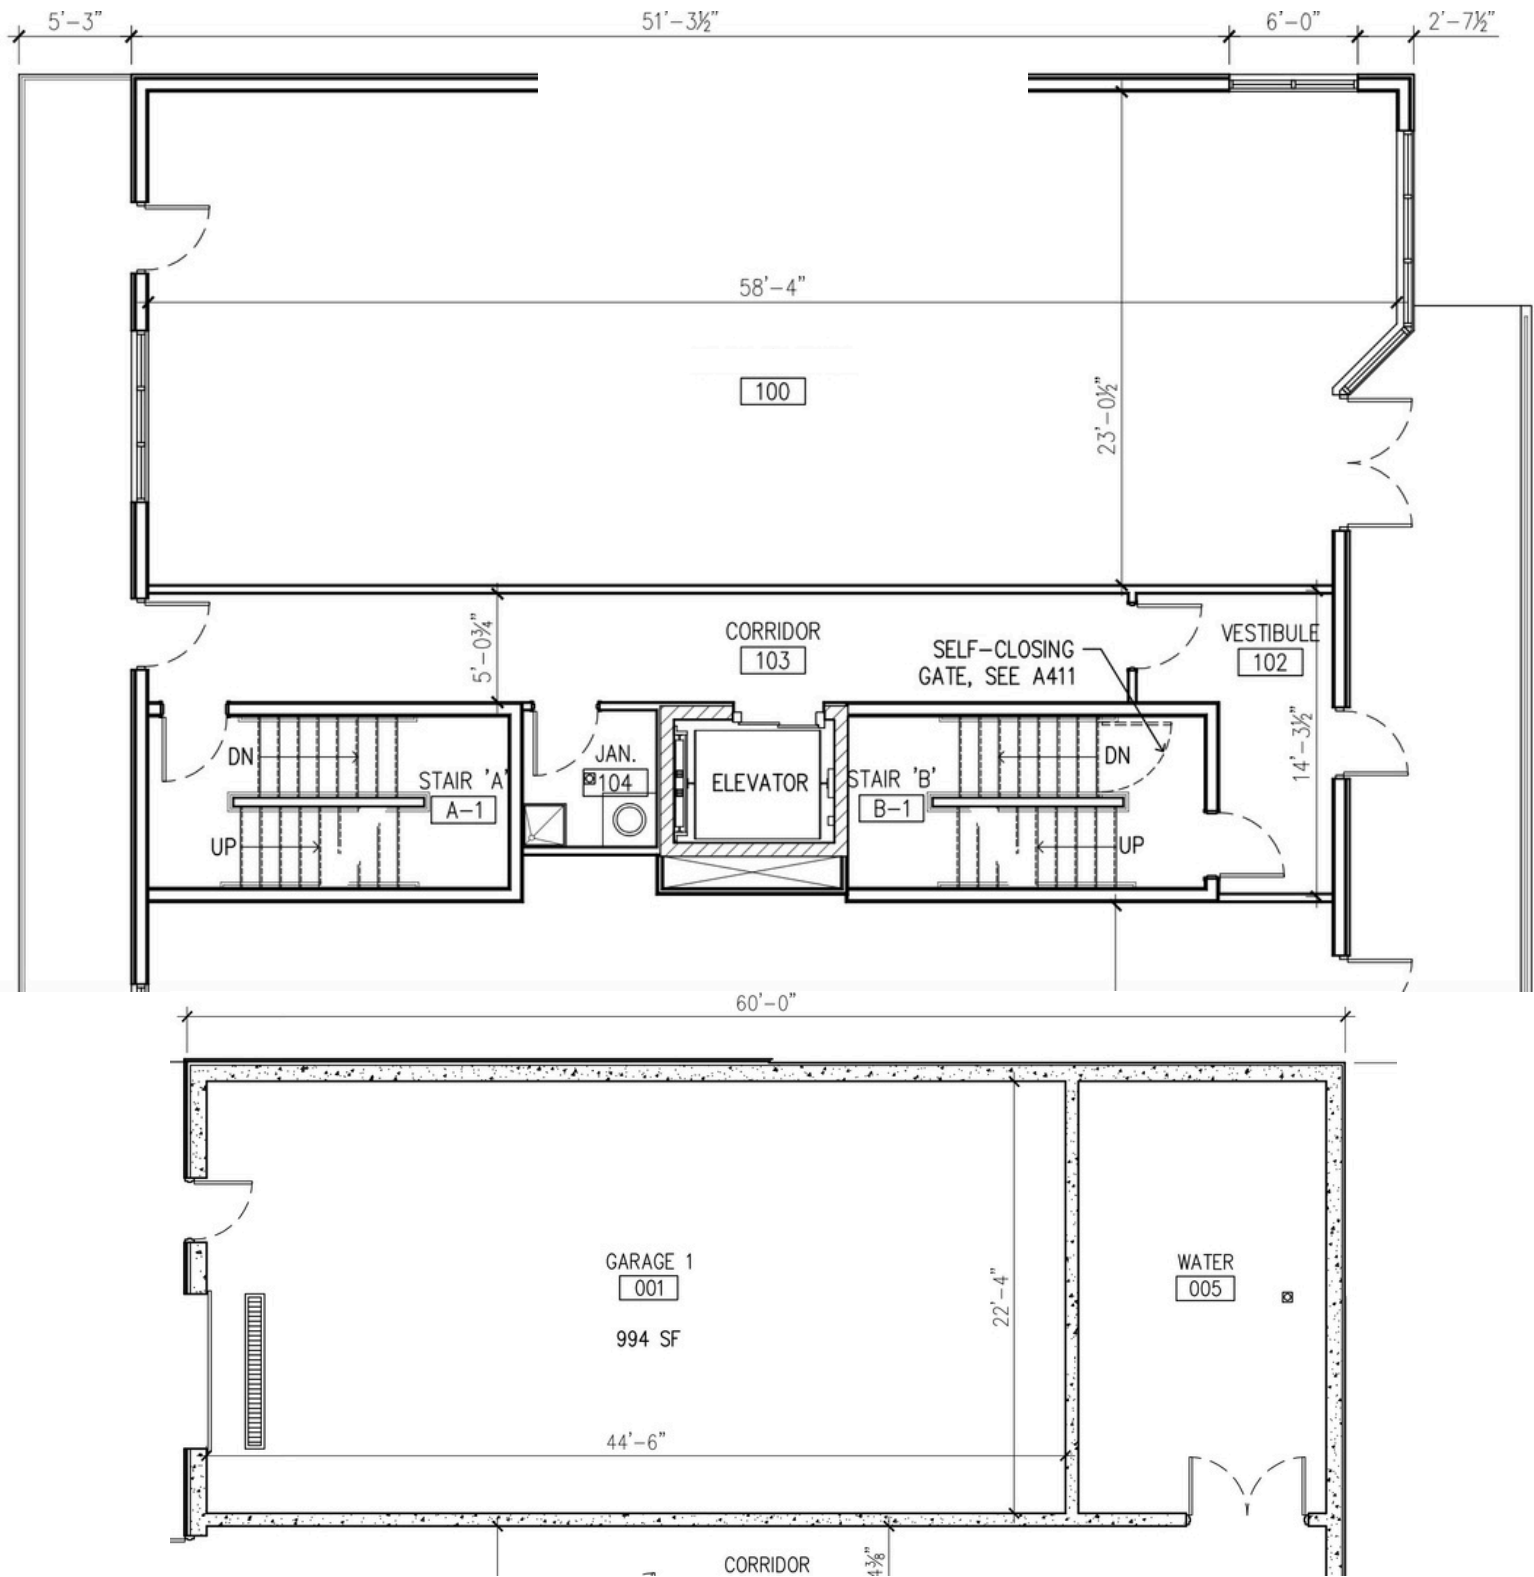 5'-3" 51'-3½" 6'-0" 2'-7½"
58'-4"
100
23'-0½"
CORRIDOR
103
VESTIBULE
102
SELF-CLOSING
GATE, SEE A411
5'-0¾"
14'-3½"
DN
STAIR 'A'
A-1
UP
JAN.
104
ELEVATOR
STAIR 'B'
B-1
DN
UP
60'-0"
GARAGE 1
001
994 SF
22'-4"
WATER
005
44'-6"
CORRIDOR